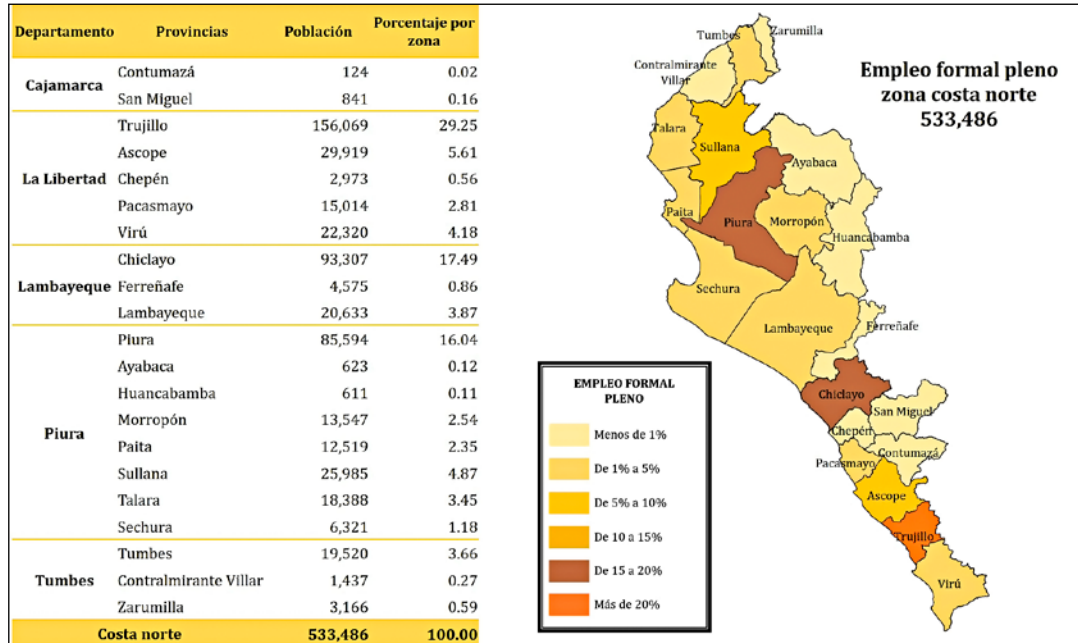 Departamento Provincias Población Porcentaje por zona
Cajamarca Contumazá 124 0.02
San Miguel 841 0.16
La Libertad Trujillo 156,069 29.25
Ascope 29,919 5.61
Chepén 2,973 0.56
Pacasmayo 15,014 2.81
Virú 22,320 4.18
Lambayeque Chiclayo 93,307 17.49
Ferreñafe 4,575 0.86
Lambayeque 20,633 3.87
Piura Piura 85,594 16.04
Ayabaca 623 0.12
Huancabamba 611 0.11
Morropón 13,547 2.54
Paita 12,519 2.35
Sullana 25,985 4.87
Talara 18,388 3.45
Sechura 6,321 1.18
Tumbes Tumbes 19,520 3.66
Contralmirante Villar 1,437 0.27
Zarumilla 3,166 0.59
Costa norte 533,486 100.00
Empleo formal pleno
zona costa norte
533,486
Zarumilla
Tumbes
Contralmirante
Villar
Talara
Sullana
Ayabaca
Paita
Piura
Morropón
Huancabamba
Sechura
Lambayeque
Ferreñafe
Chiclayo
San Miguel
Chepén
Contumazá
Pacasmayo
Ascope
Trujillo
Virú
EMPLEO FORMAL
PLENO
Menos de 1%
De 1% a 5%
De 5% a 10%
De 10 a 15%
De 15 a 20%
Más de 20%